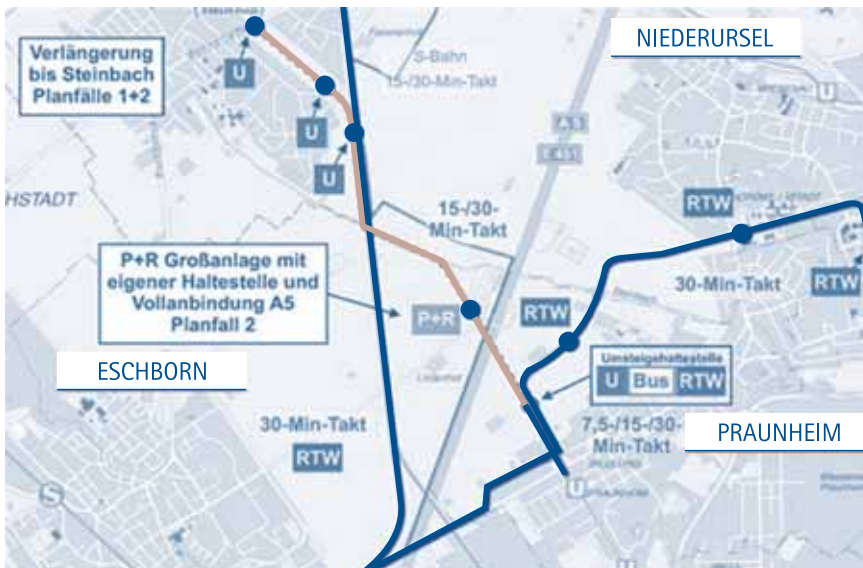 NIEDERURSEL
Verlängerung
bis Steinbach
Planfälle 1+2
U
U
U
S-Bahn
15-/30-Min-Takt
A 5
E 451
HSTADT
15-/30-
Min-Takt
RTW
30-Min-Takt
RTW
P+R Großanlage mit
eigener Haltestelle und
Vollanbindung A5
Planfall 2
P+R
RTW
Umsteigehaltestelle
U Bus RTW
ESCHBORN
30-Min-Takt
RTW
7,5-/15-/30-
Min-Takt
PRAUNHEIM
S
U
U
U